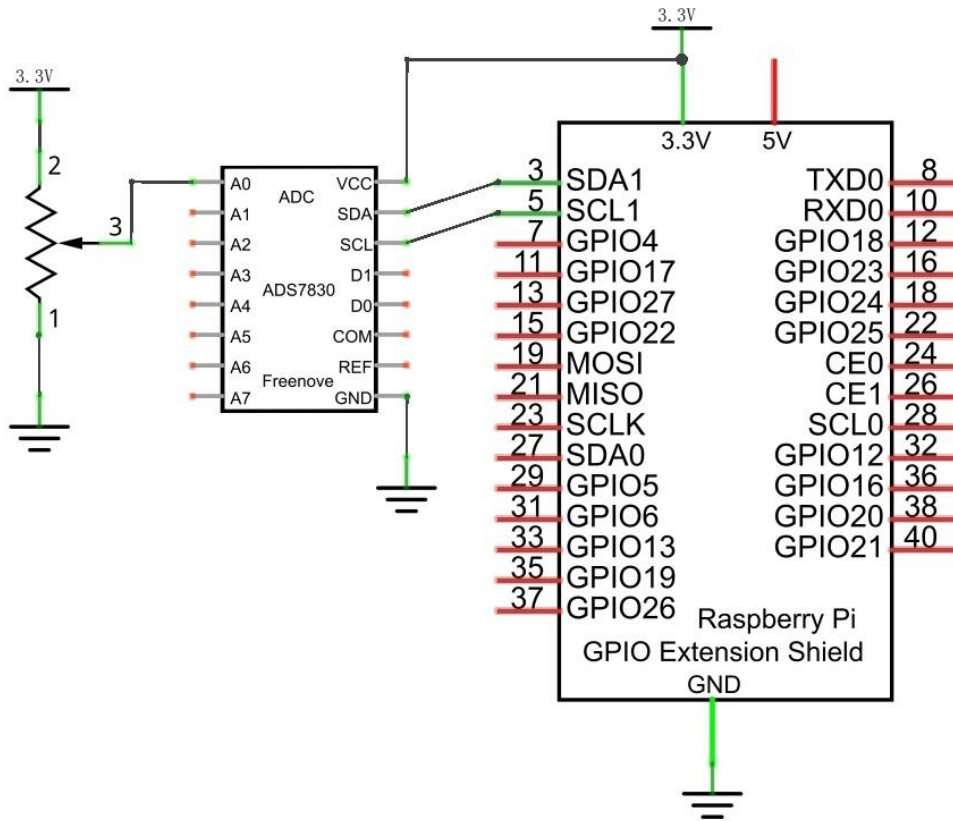 3.3V
3.3V
2
3
1
A0 ADC VCC
A1 SDA
A2 SCL
A3 D1
A4 ADS7830 D0
A5 COM
A6 REF
A7 Freenove GND
3.3V 5V
3 SDA1 TXD0 8
5 SCL1 RXD0 10
7 GPIO4 GPIO18 12
11 GPIO17 GPIO23 16
13 GPIO27 GPIO24 18
15 GPIO22 GPIO25 22
19 MOSI CE0 24
21 MISO CE1 26
23 SCLK SCL0 28
27 SDA0 GPIO12 32
29 GPIO5 GPIO16 36
31 GPIO6 GPIO20 38
33 GPIO13 GPIO21 40
35 GPIO19
37 GPIO26
Raspberry Pi
GPIO Extension Shield
GND